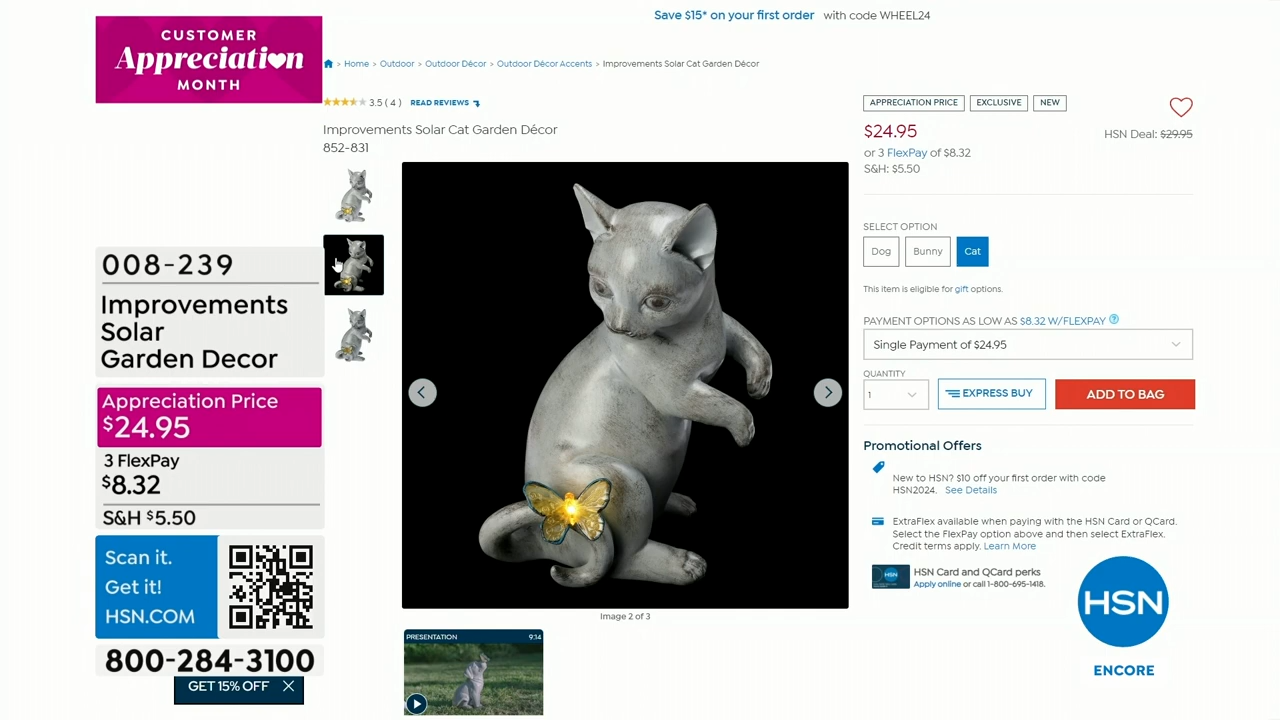 CUSTOMER
Appreciation
MONTH
Save $15* on your first order with code WHEEL24
Home > Outdoor > Outdoor Décor > Outdoor Décor Accents > Improvements Solar Cat Garden Décor
3.5 ( 4 ) READ REVIEWS
Improvements Solar Cat Garden Décor
852-831
APPRECIATION PRICE EXCLUSIVE NEW
$24.95
HSN Deal: $29.95
or 3 FlexPay of $8.32
S&H: $5.50
SELECT OPTION
Dog Bunny Cat
This item is eligible for gift options.
PAYMENT OPTIONS AS LOW AS $8.32 W/FLEXPAY ?
Single Payment of $24.95
QUANTITY
1 EXPRESS BUY ADD TO BAG
Promotional Offers
New to HSN? $10 off your first order with code
HSN2024. See Details
ExtraFlex available when paying with the HSN Card or QCard.
Select the FlexPay option above and then select ExtraFlex.
Credit terms apply. Learn More
HSN
HSN Card and QCard perks
Apply online or call 1-800-695-1418.
008-239
Improvements
Solar
Garden Decor
Appreciation Price
$24.95
3 FlexPay
$8.32
S&H $5.50
Scan it.
Get it!
HSN.COM
800-284-3100
GET 15% OFF
Image 2 of 3
PRESENTATION 9:14
HSN
ENCORE